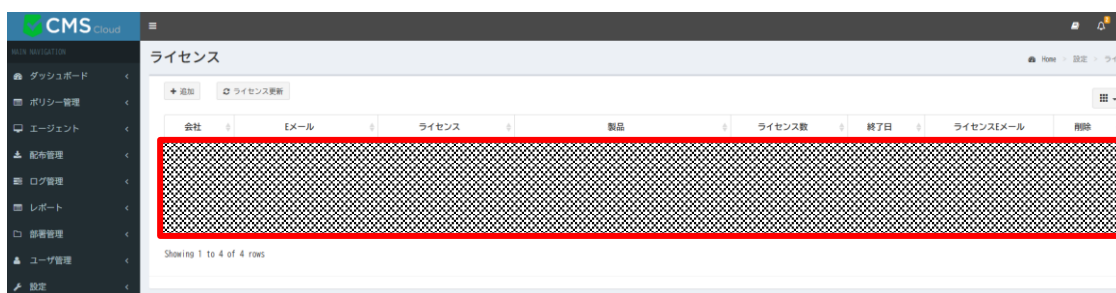 CMS Cloud
MAIN NAVIGATION
ダッシュボード
ポリシー管理
エージェント
配布管理
ログ管理
レポート
部署管理
ユーザ管理
設定
ライセンス
Home > 設定 >
追加 ライセンス更新
会社 Eメール ライセンス 製品 ライセンス数 終了日 ライセンスEメール 削除
Showing 1 to 4 of 4 rows